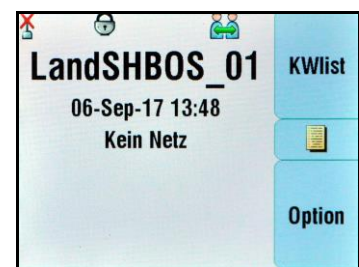 LandSHBOS_01
KWlist
06-Sep-17 13:48
Kein Netz
Option